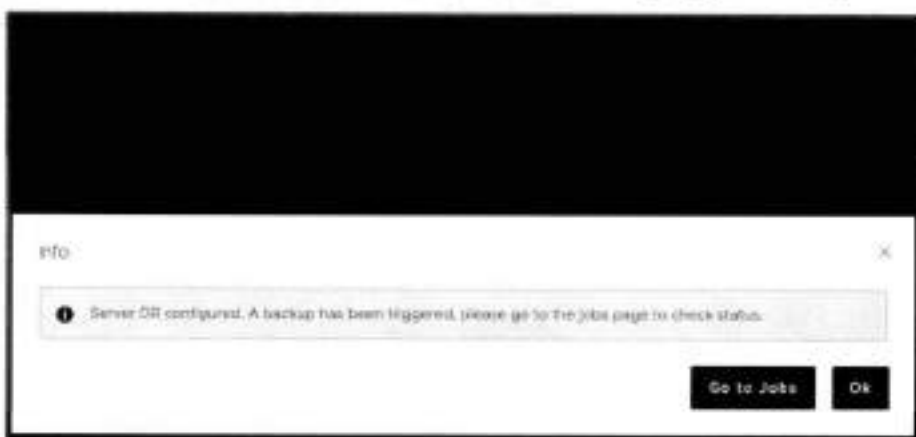 Info
Server DR configured. A backup has been triggered, please go to the jobs page to check status.
Go to Jobs
Ok